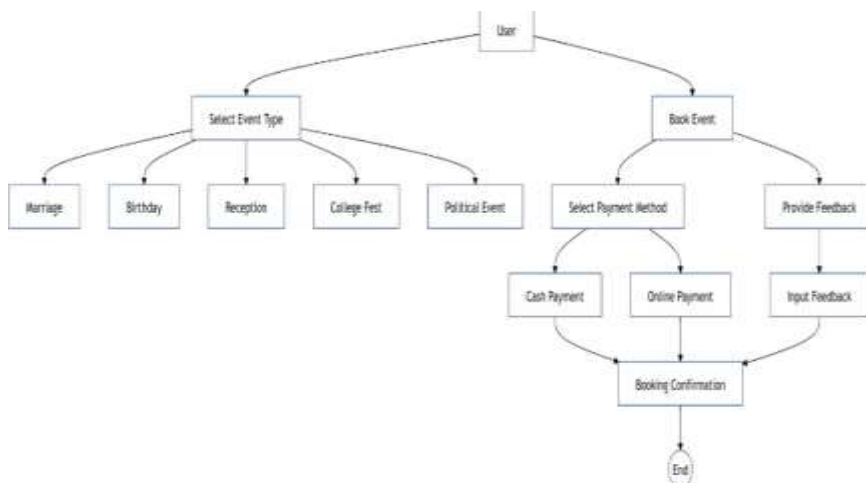 User
Select Event Type
Book Event
Marriage
Birthday
Reception
College Fest
Political Event
Select Payment Method
Provide Feedback
Cash Payment
Online Payment
Input Feedback
Booking Confirmation
End